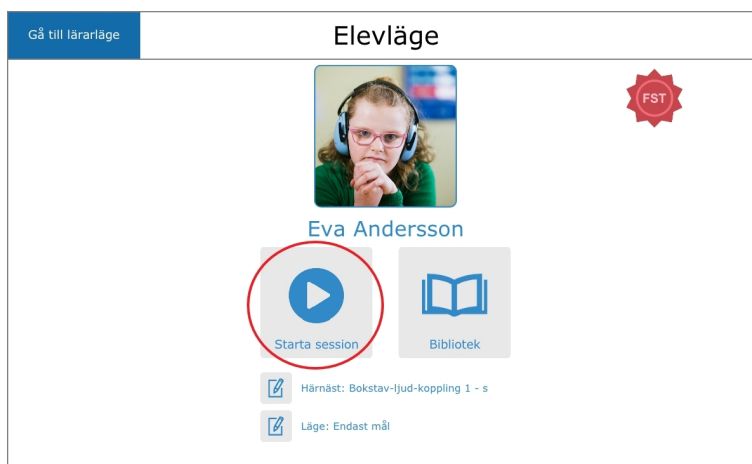 Gå till lärarläge
Elevläge
FST
Eva Andersson
Starta session
Bibliotek
Härnäst: Bokstav-ljud-koppling 1 - s
Läge: Endast mål